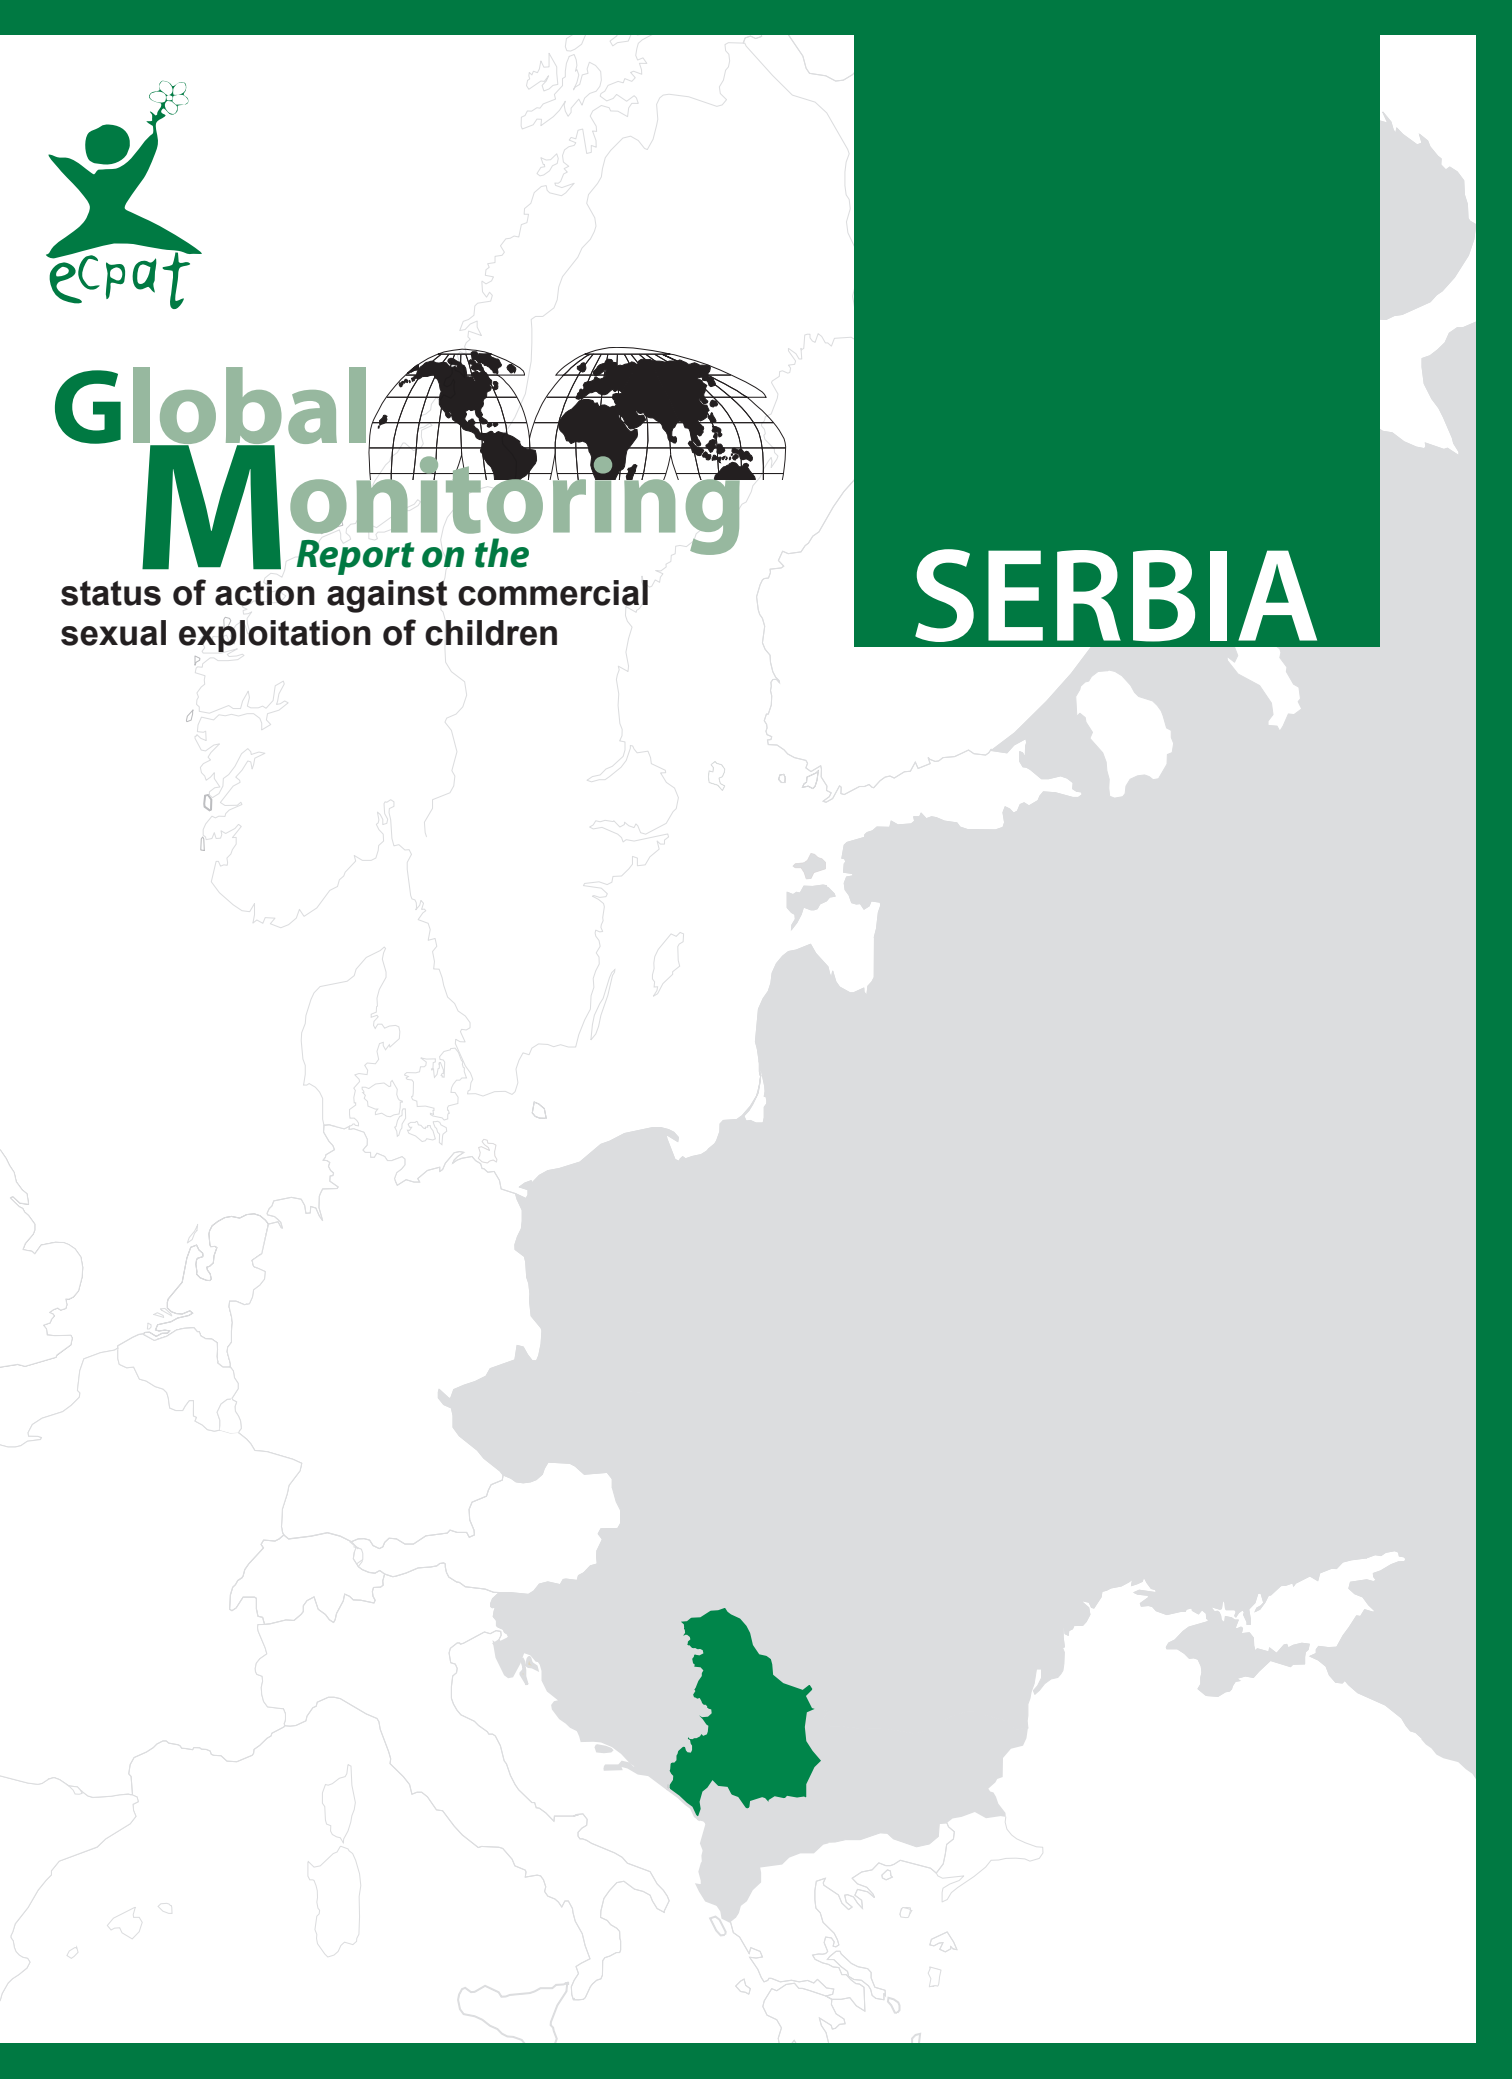 ecpat
Global
Monitoring
Report on the
status of action against commercial
sexual exploitation of children
SERBIA